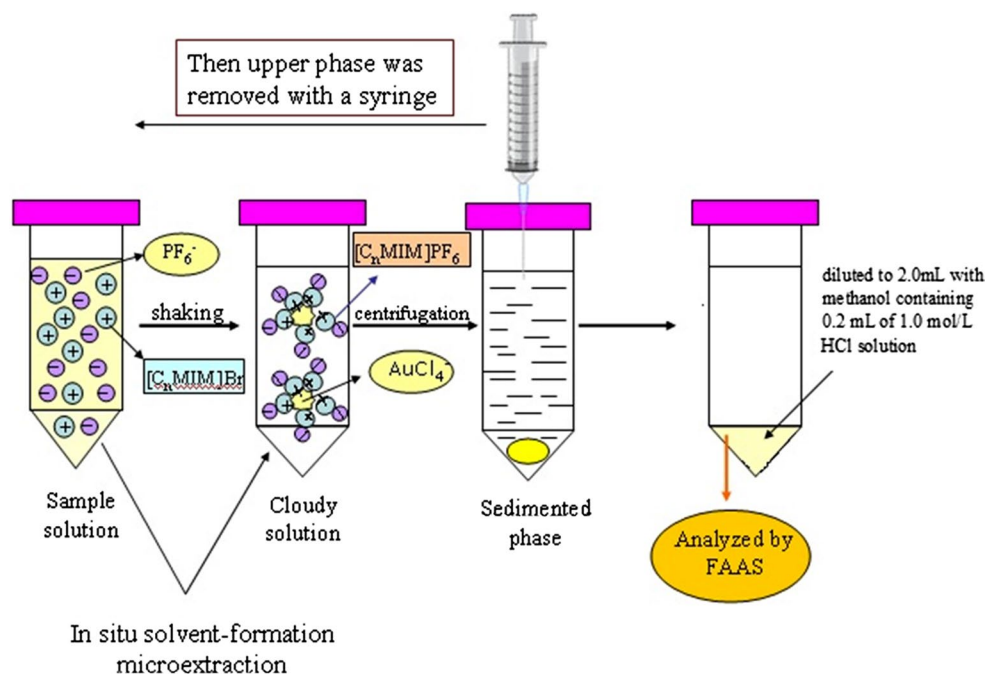 Then upper phase was
removed with a syringe
PF6-
[CnMIM]PF6
shaking
centrifugation
[CnMIM]Br
AuCl4-
diluted to 2.0mL with
methanol containing
0.2 mL of 1.0 mol/L
HCl solution
Sample
solution
Cloudy
solution
Sedimented
phase
Analyzed by
FAAS
In situ solvent-formation
microextraction